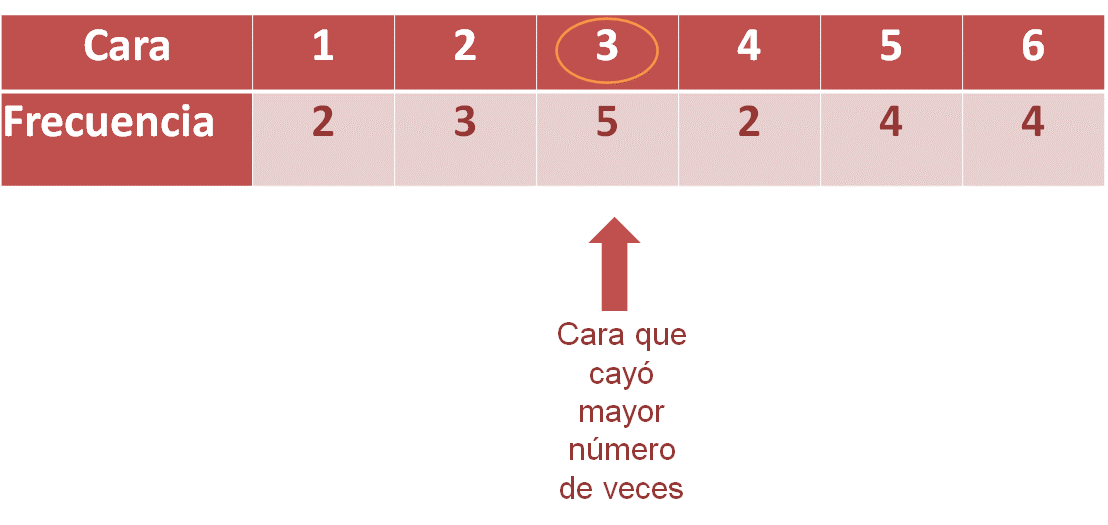 Cara 1 2 3 4 5 6
Frecuencia 2 3 5 2 4 4
Cara que
cayó
mayor
número
de veces